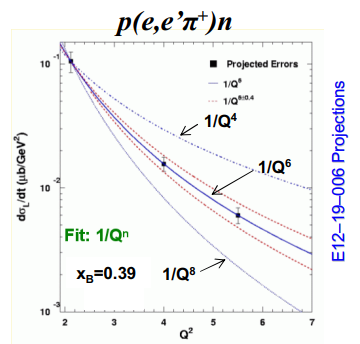 p(e,e'π⁺)n
10⁻¹
Projected Errors
1/Q⁶
1/Q⁶±⁰·⁴
1/Q⁴
dσL/dt (μb/GeV²)
1/Q⁶
10⁻²
Fit: 1/Qⁿ
xB=0.39
1/Q⁸
10⁻³
2 3 4 5 6 7
Q²
E12–19–006 Projections